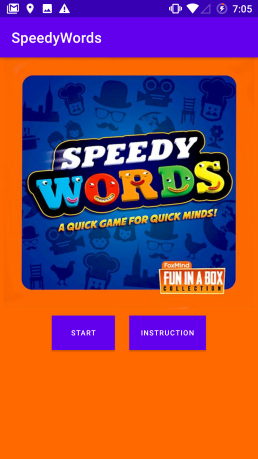 7:05
SpeedyWords
SPEEDY
WORDS
A QUICK GAME FOR QUICK MINDS!
FoxMind
FUN IN A BOX
COLLECTION
START
INSTRUCTION